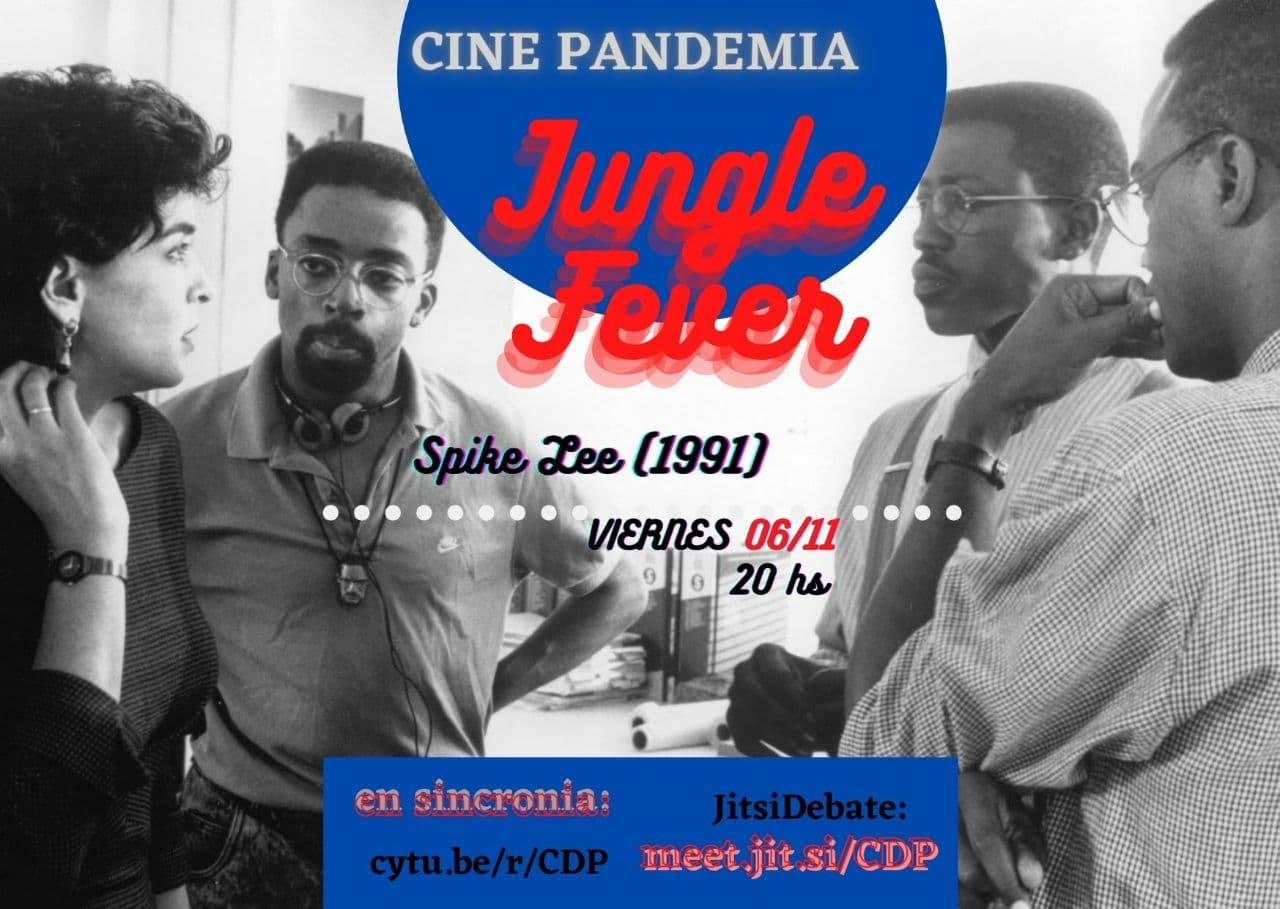 CINE PANDEMIA
Jungle
Fever
Spike Lee (1991)
VIERNES 06/11
20 hs
en sincronia:
cytu.be/r/CDP
JitsiDebate:
meet.jit.si/CDP